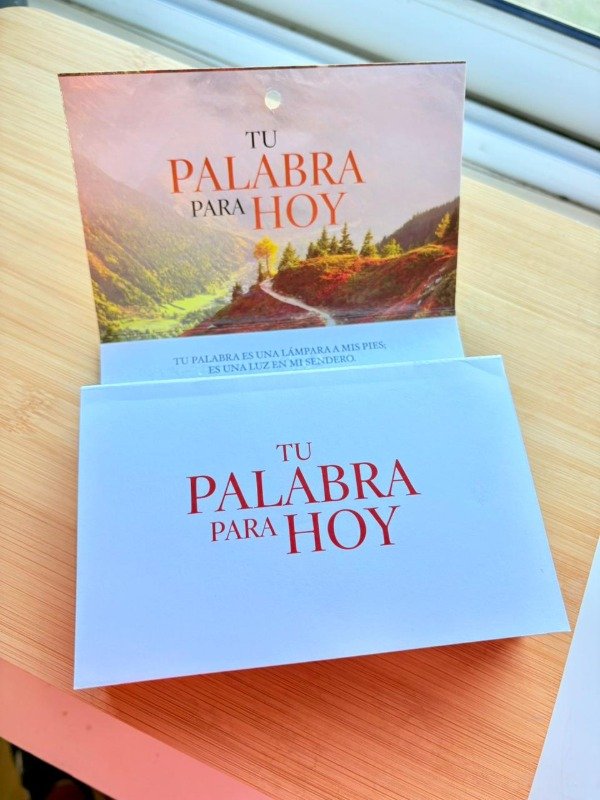 TU
PALABRA
PARA HOY
TU PALABRA ES UNA LÁMPARA A MIS PIES;
ES UNA LUZ EN MI SENDERO.
TU
PALABRA
PARA HOY